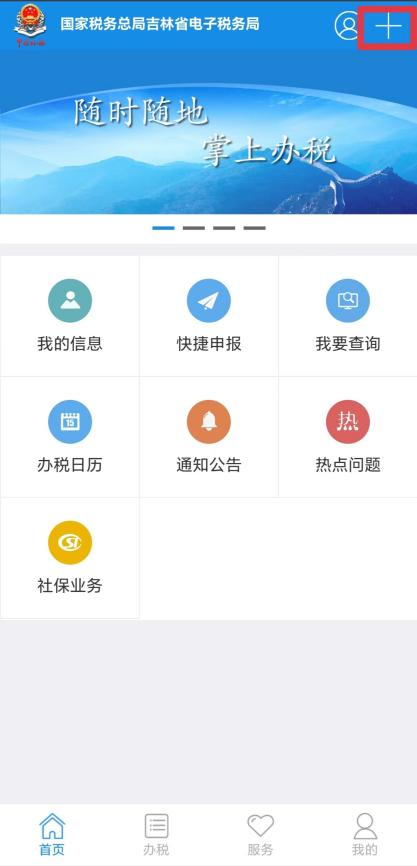 国家税务总局吉林省电子税务局
随时随地
掌上办税
我的信息
快捷申报
我要查询
15
热
办税日历
通知公告
热点问题
社保业务
首页
办税
服务
我的